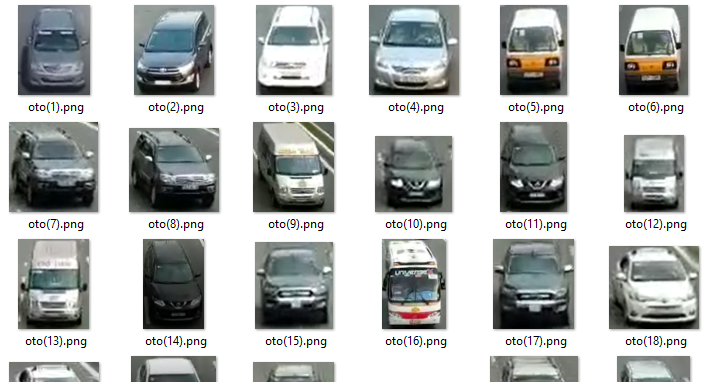 oto(1).png
oto(2).png
oto(3).png
oto(4).png
oto(5).png
oto(6).png
oto(7).png
oto(8).png
oto(9).png
oto(10).png
oto(11).png
oto(12).png
oto(13).png
oto(14).png
oto(15).png
UNIVERSE
oto(16).png
oto(17).png
oto(18).png